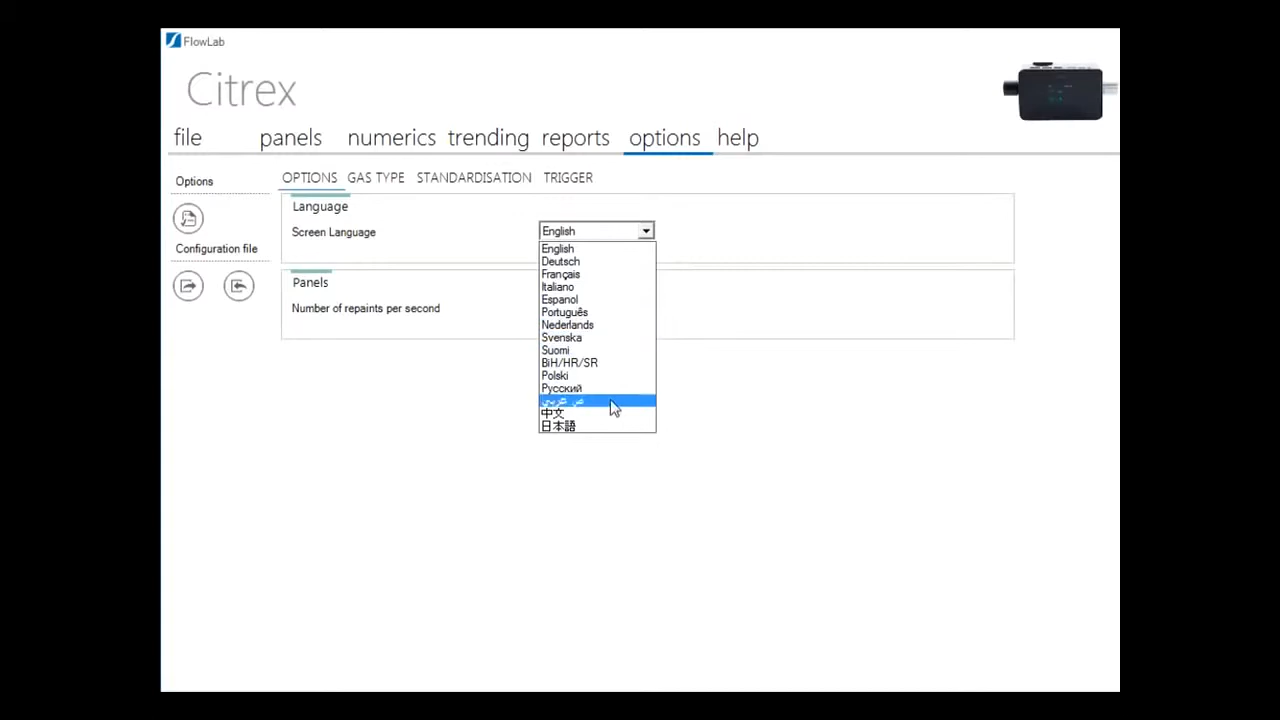 FlowLab
Citrex
file panels numerics trending reports options help
Options
OPTIONS GAS TYPE STANDARDISATION TRIGGER
Language
Screen Language English
English
Deutsch
Français
Italiano
Espanol
Português
Nederlands
Svenska
Suomi
BiH/HR/SR
Polski
Русский
ص عربي
中文
日本語
Configuration file
Panels
Number of repaints per second